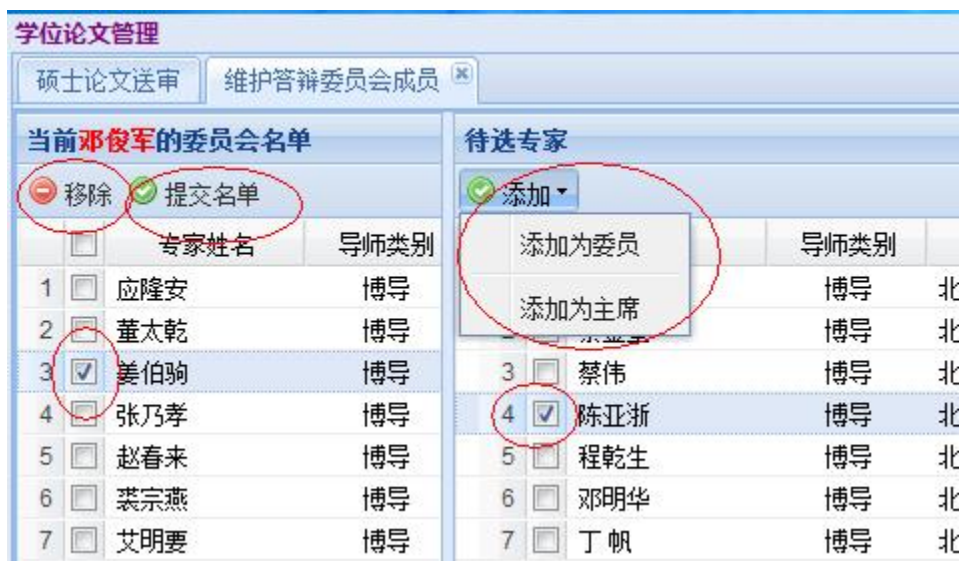 学位论文管理
硕士论文送审 维护答辩委员会成员
当前邓俊军的委员会名单 待选专家
移除 提交名单 添加
专家姓名 导师类别 添加为委员 导师类别
1 应隆安 博导 添加为主席 博导 北
2 董太乾 博导 博导 北
3 姜伯驹 博导 3 蔡伟 博导 北
4 张乃孝 博导 4 陈亚浙 博导 北
5 赵春来 博导 5 程乾生 博导 北
6 裘宗燕 博导 6 邓明华 博导 北
7 艾明要 博导 7 丁帆 博导 北